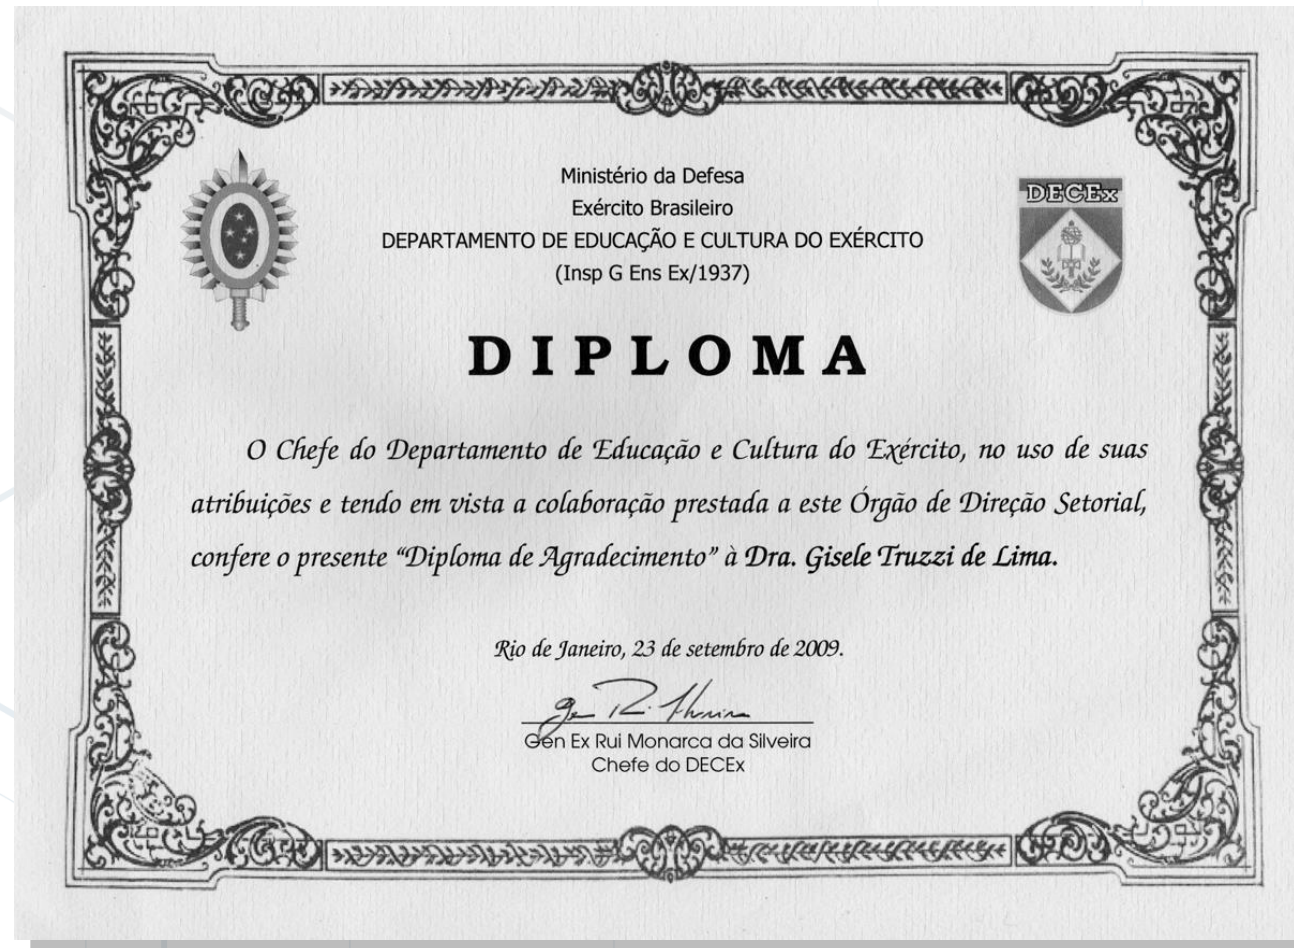 Ministério da Defesa
Exército Brasileiro
DEPARTAMENTO DE EDUCAÇÃO E CULTURA DO EXÉRCITO
(Insp G Ens Ex/1937)
DECEx
DIPLOMA
O Chefe do Departamento de Educação e Cultura do Exército, no uso de suas
atribuições e tendo em vista a colaboração prestada a este Órgão de Direção Setorial,
confere o presente “Diploma de Agradecimento” à Dra. Gisele Truzzi de Lima.
Rio de Janeiro, 23 de setembro de 2009.
Gen Ex Rui Monarca da Silveira
Chefe do DECEx